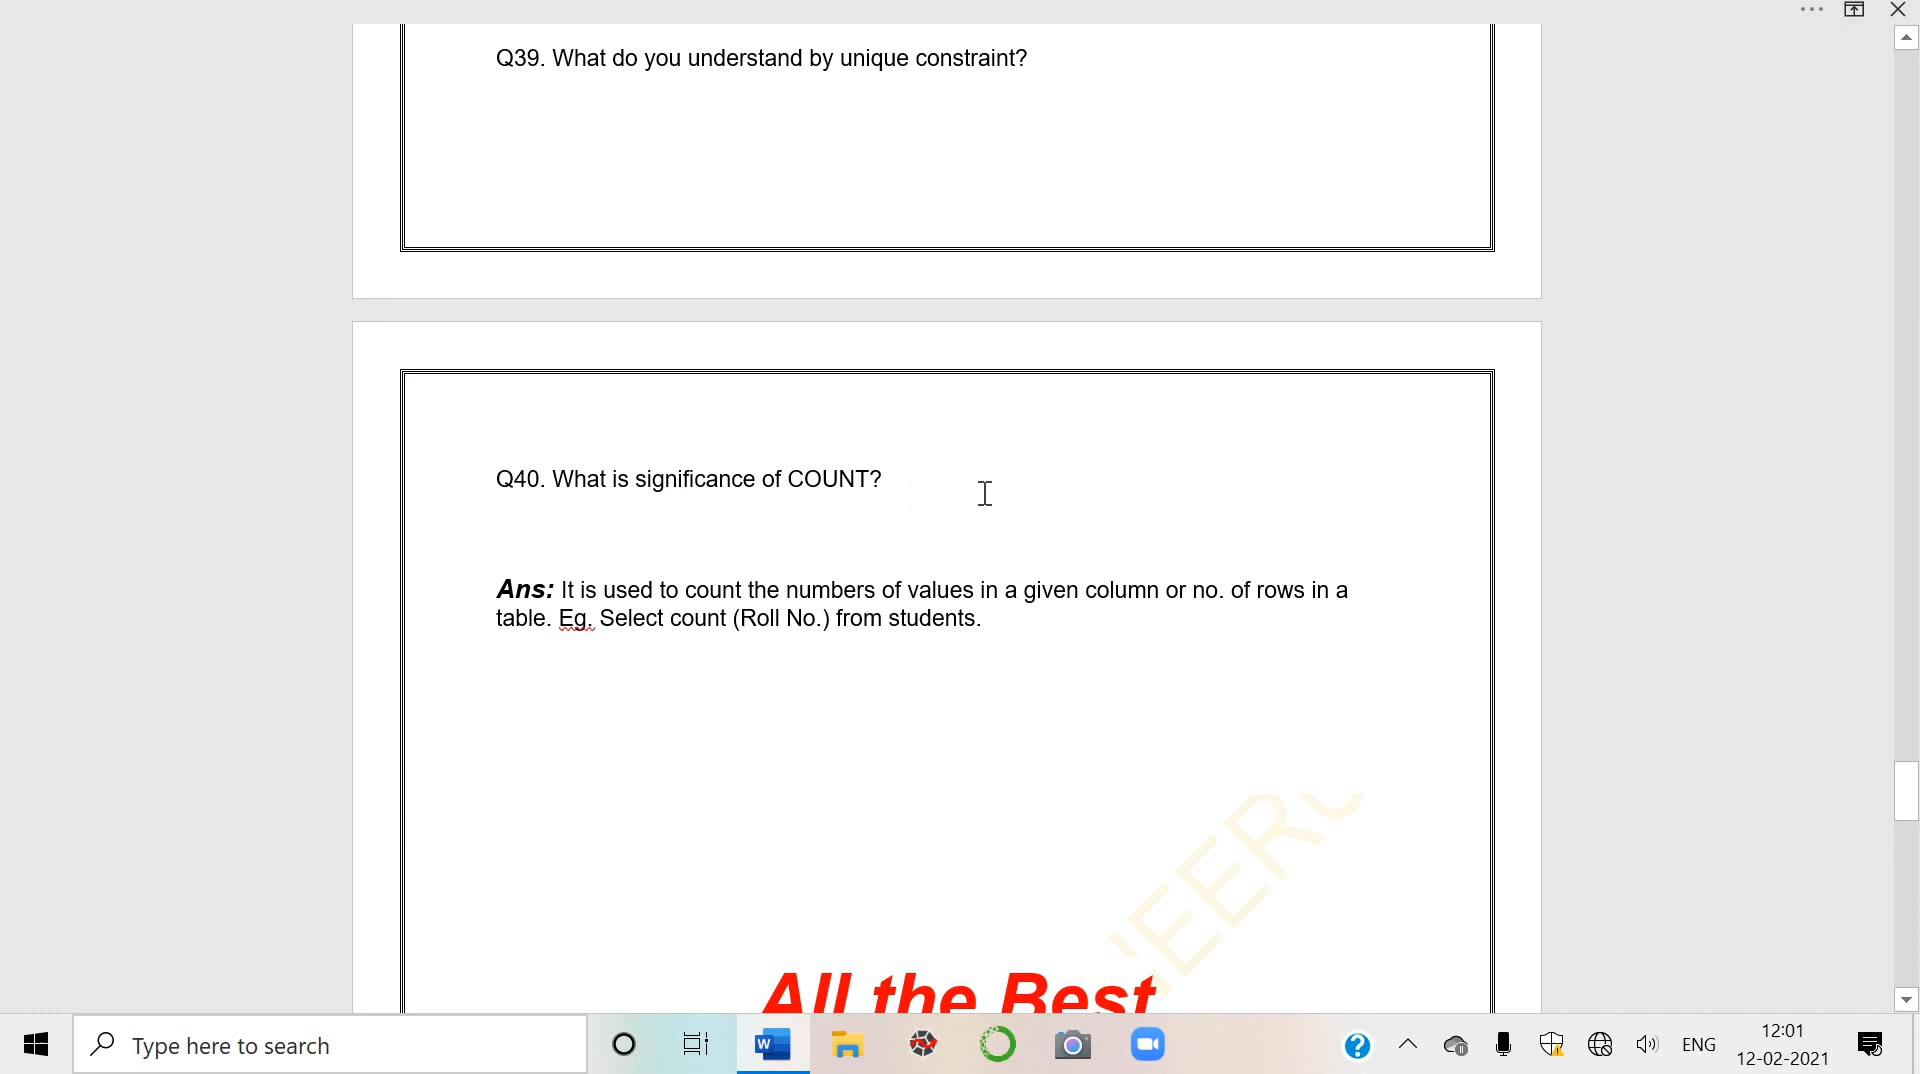 Q39. What do you understand by unique constraint?
Q40. What is significance of COUNT?
Ans: It is used to count the numbers of values in a given column or no. of rows in a
table. Eg. Select count (Roll No.) from students.
All the Best
Type here to search
ENG
12:01
12-02-2021